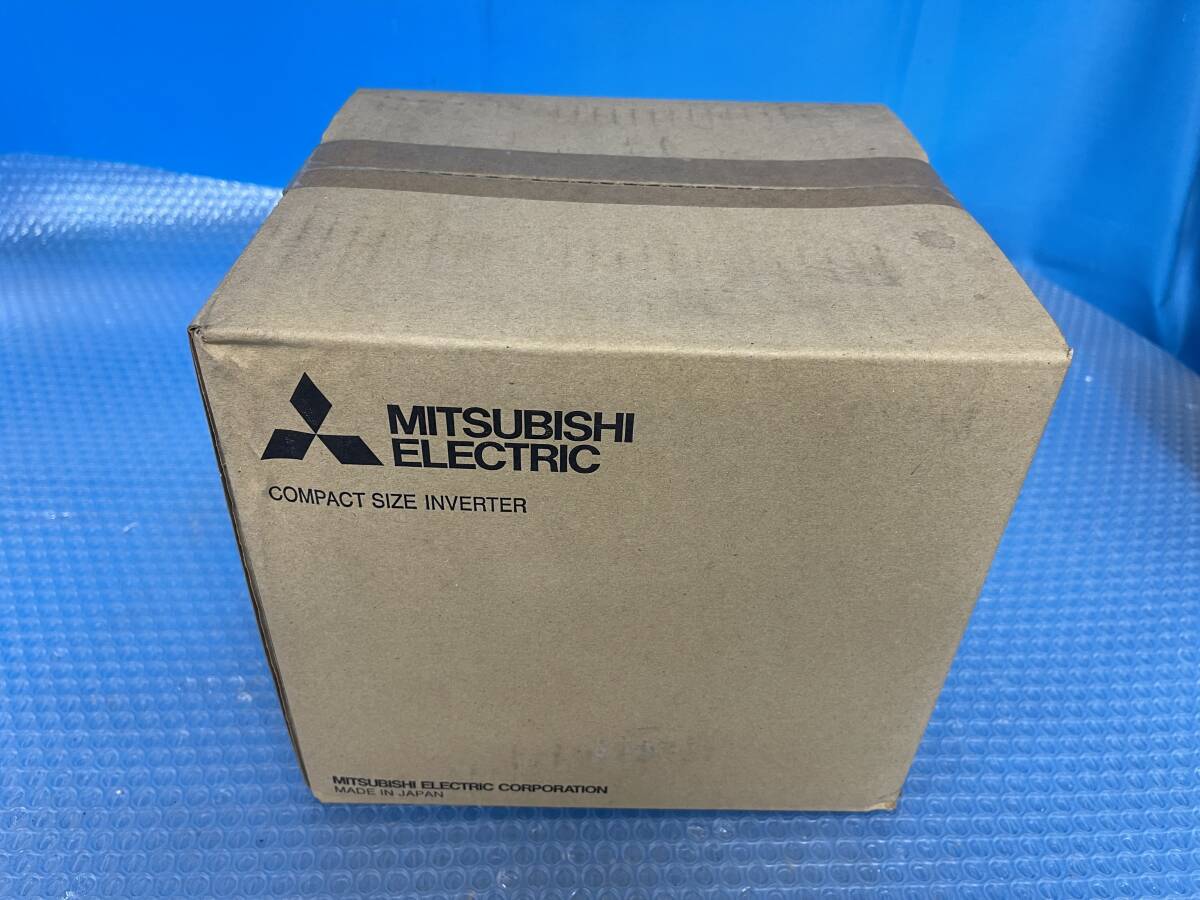 MITSUBISHI
ELECTRIC
COMPACT SIZE INVERTER
MITSUBISHI ELECTRIC CORPORATION
MADE IN JAPAN